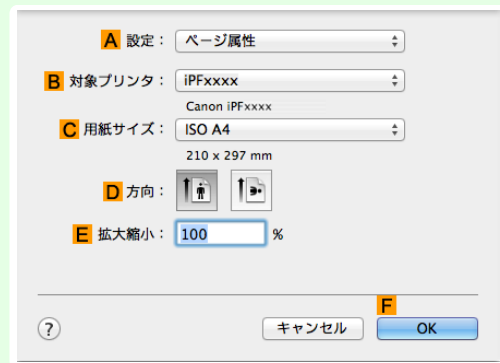 A 設定： ページ属性
B 対象プリンタ： iPFxxxx
Canon iPFxxxx
C 用紙サイズ： ISO A4
210 x 297 mm
D 方向：
E 拡大縮小： 100 %
F
? キャンセル OK